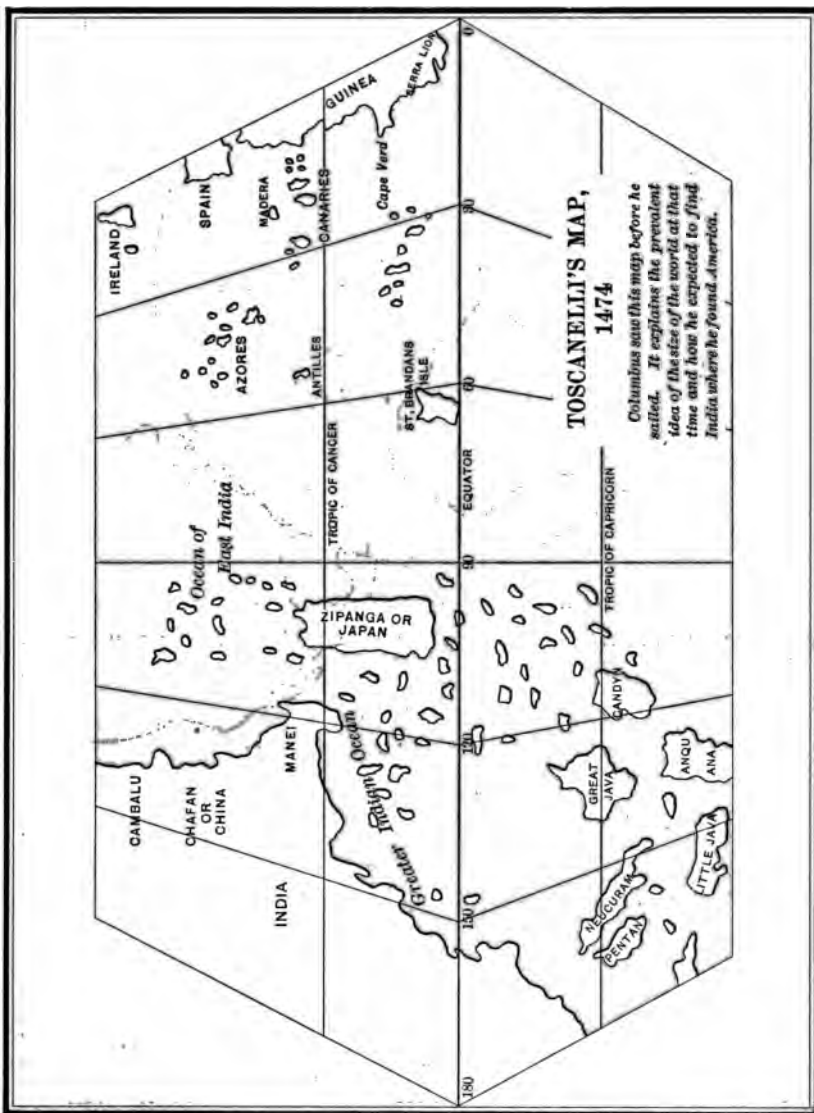 IRELAND
SPAIN
MADERA
CANARIES
GUINEA
Cape Verd
SERRA LION
AZORES
ANTILLES
ST. BRANDANS
ISLE
Ocean of
East India
TROPIC OF CANCER
EQUATOR
TROPIC OF CAPRICORN
ZIPANGA OR
JAPAN
CAMBALU
CHAFAN
OR
CHINA
MANEI
INDIA
Greater Indian Ocean
CANDYN
GREAT
JAVA
ANQU
ANA
LITTLE JAVA
NEUCURAM
PENTAN
180
150
120
90
60
30
0
TOSCANELLI'S MAP,
1474
Columbus saw this map before he
sailed. It explains the prevalent
idea of the size of the world at that
time and how he expected to find
India where he found America.